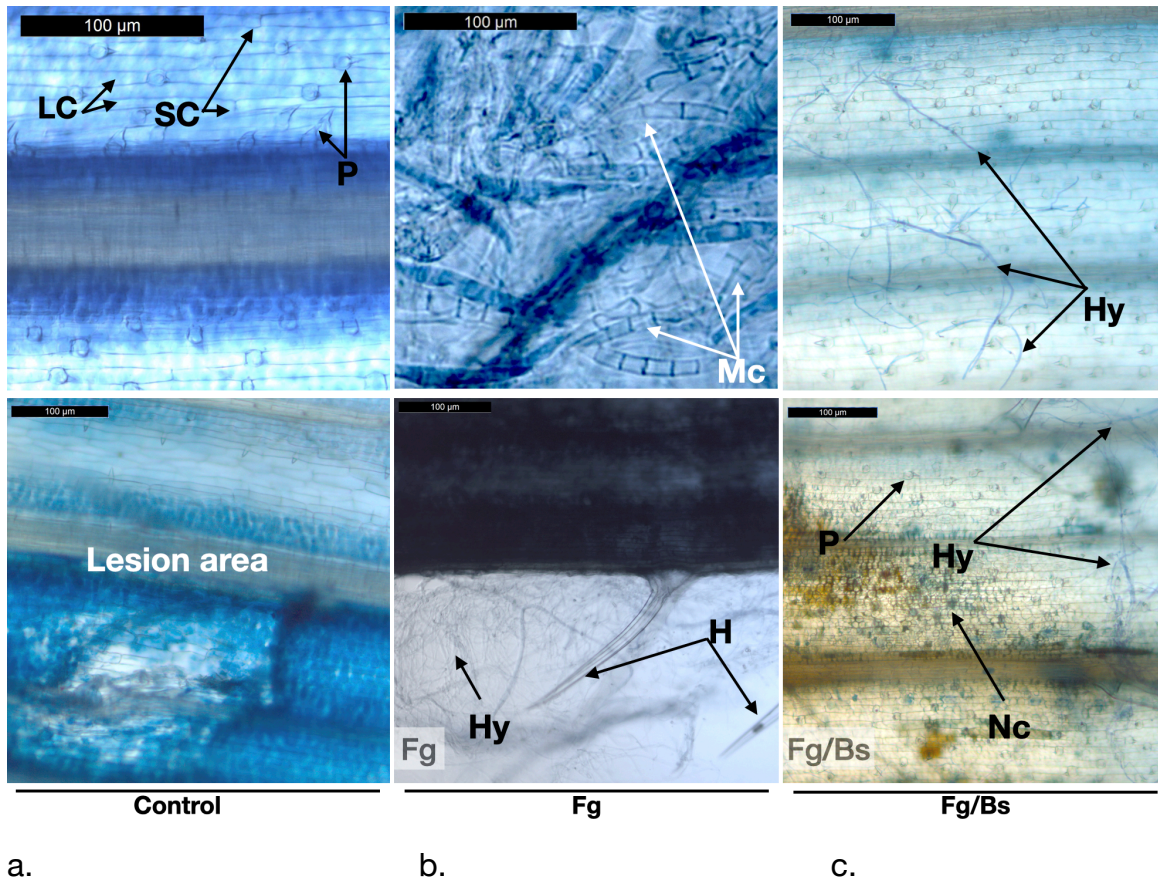 100 µm
LC
SC
P
100 µm
Mc
100 µm
Hy
100 µm
Lesion area
100 µm
H
Hy
Fg
100 µm
P
Hy
Nc
Fg/Bs
Control
Fg
Fg/Bs
a.
b.
c.